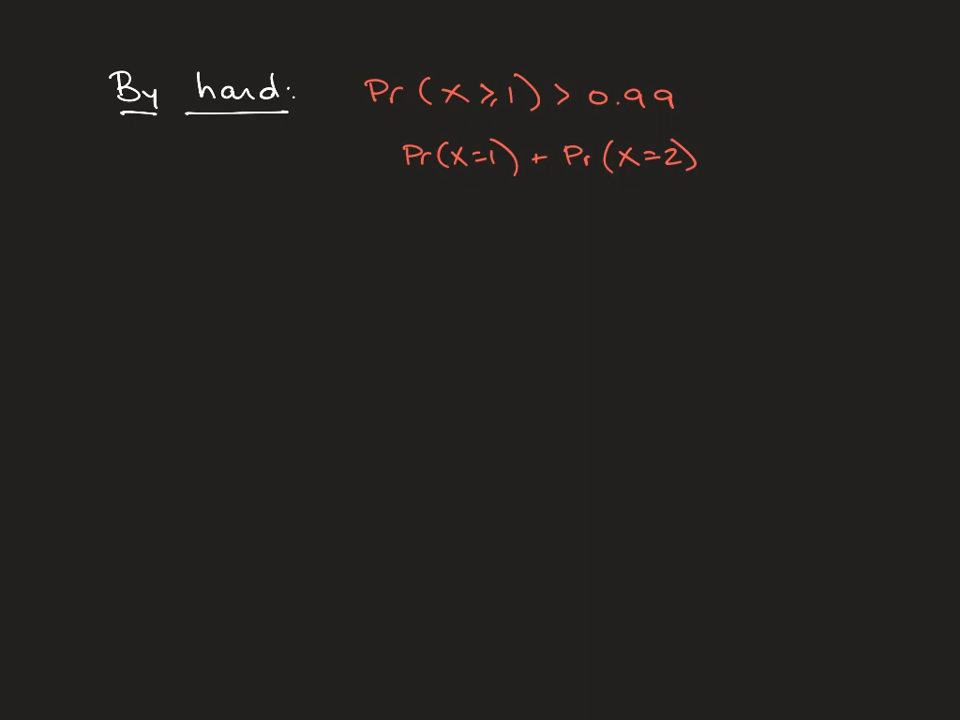 By hand: Pr(X⩾1) > 0.99
Pr(X=1) + Pr(X=2)